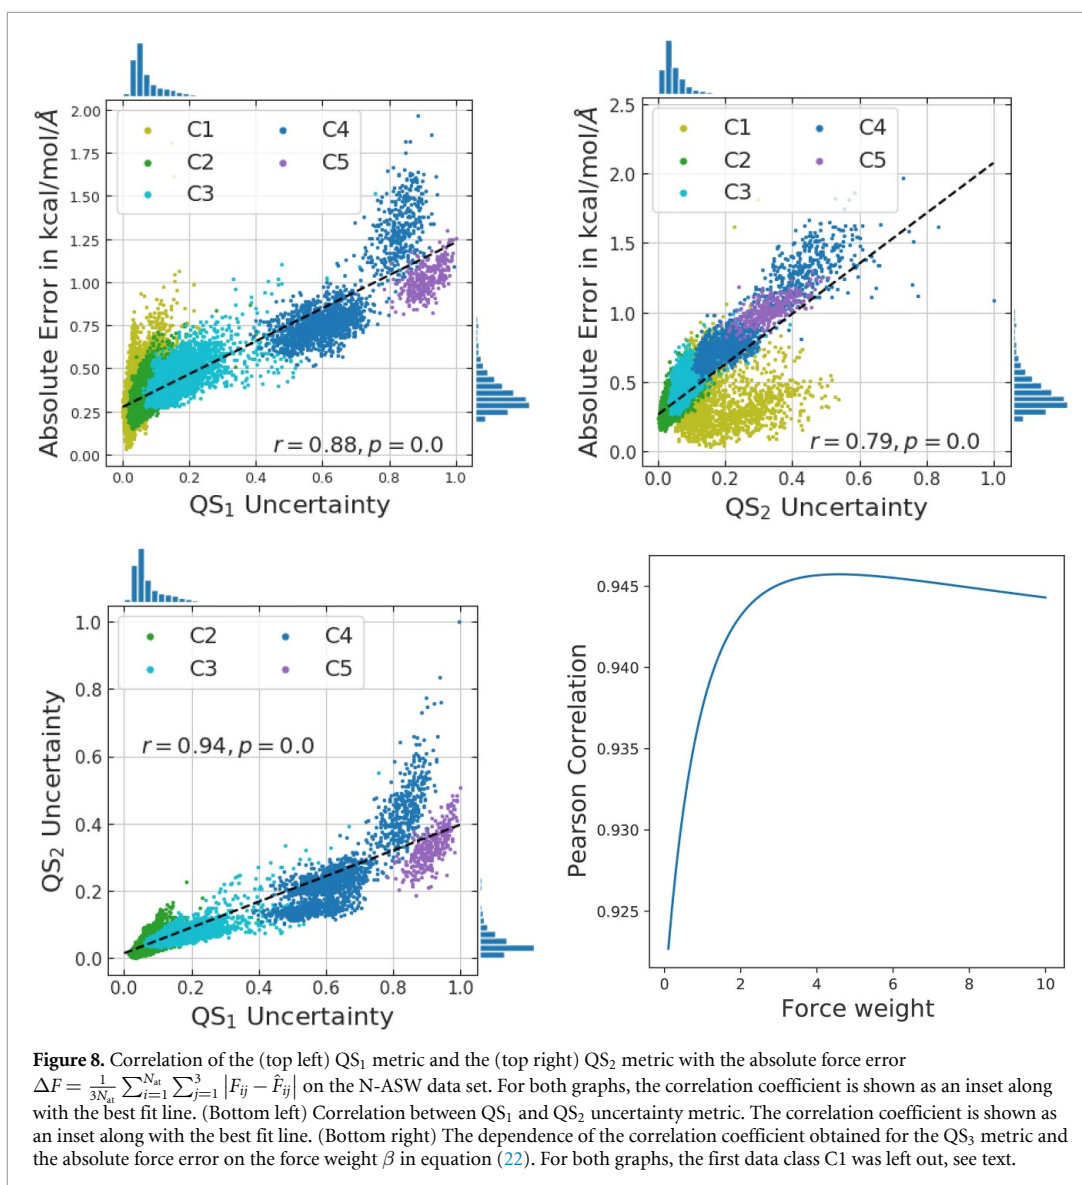 2.00
1.75
1.50
1.25
1.00
0.75
0.50
0.25
0.00
Absolute Error in kcal/mol/Å
C1
C2
C3
C4
C5
r = 0.88, p = 0.0
0.0 0.2 0.4 0.6 0.8 1.0
QS₁ Uncertainty
2.5
2.0
1.5
1.0
0.5
0.0
Absolute Error in kcal/mol/Å
C1
C2
C3
C4
C5
r = 0.79, p = 0.0
0.0 0.2 0.4 0.6 0.8 1.0
QS₂ Uncertainty
1.0
0.8
0.6
0.4
0.2
0.0
QS₂ Uncertainty
C2
C3
C4
C5
r = 0.94, p = 0.0
0.0 0.2 0.4 0.6 0.8 1.0
QS₁ Uncertainty
0.945
0.940
0.935
0.930
0.925
Pearson Correlation
0 2 4 6 8 10
Force weight
Figure 8. Correlation of the (top left) QS₁ metric and the (top right) QS₂ metric with the absolute force error
ΔF = \frac{1}{3N_{at}} \sum_{i=1}^{N_{at}} \sum_{j=1}^{3} |F_{ij} − \hat{F}_{ij}| on the N-ASW data set. For both graphs, the correlation coefficient is shown as an inset along
with the best fit line. (Bottom left) Correlation between QS₁ and QS₂ uncertainty metric. The correlation coefficient is shown as
an inset along with the best fit line. (Bottom right) The dependence of the correlation coefficient obtained for the QS₃ metric and
the absolute force error on the force weight β in equation (22). For both graphs, the first data class C1 was left out, see text.